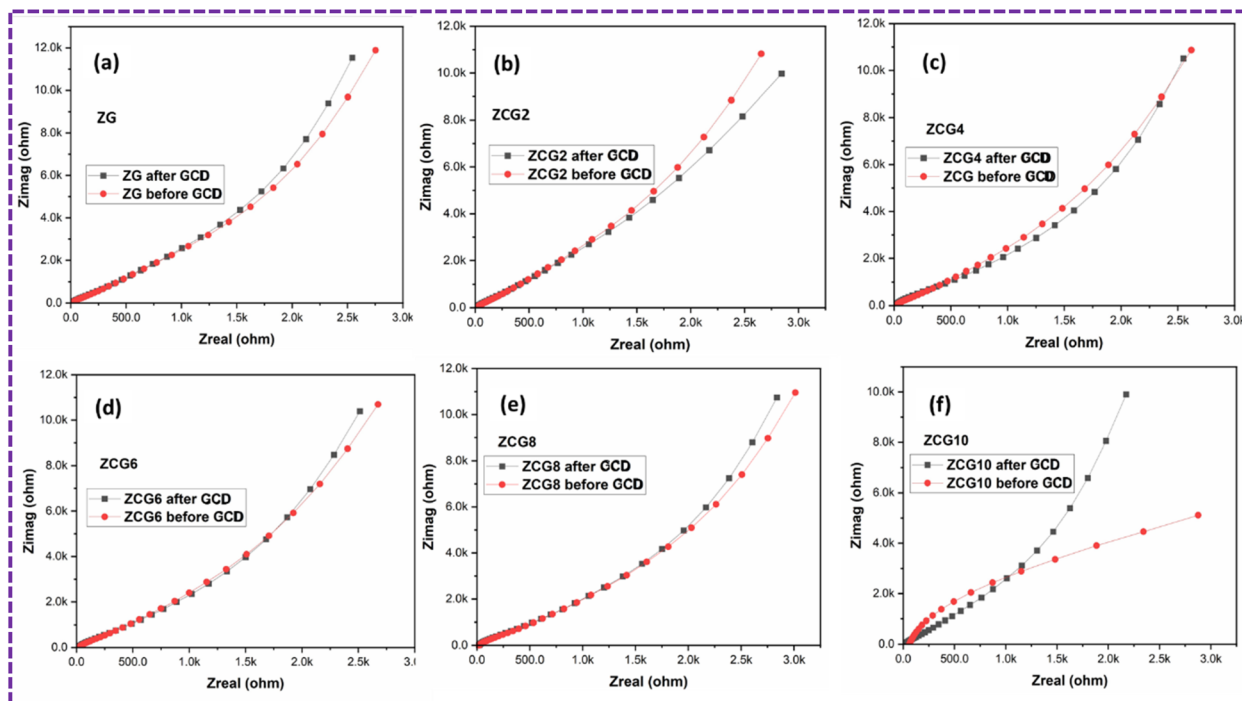 (a)
ZG
ZG after GCD
ZG before GCD
Zimag (ohm)
12.0k
10.0k
8.0k
6.0k
4.0k
2.0k
0.0
0.0
500.0
1.0k
1.5k
2.0k
2.5k
3.0k
Zreal (ohm)
(b)
ZCG2
ZCG2 after GCD
ZCG2 before GCD
Zimag (ohm)
12.0k
10.0k
8.0k
6.0k
4.0k
2.0k
0.0
0.0
500.0
1.0k
1.5k
2.0k
2.5k
3.0k
Zreal (ohm)
(c)
ZCG4
ZCG4 after GCD
ZCG before GCD
Zimag (ohm)
12.0k
10.0k
8.0k
6.0k
4.0k
2.0k
0.0
0.0
500.0
1.0k
1.5k
2.0k
2.5k
3.0k
Zreal (ohm)
(d)
ZCG6
ZCG6 after GCD
ZCG6 before GCD
Zimag (ohm)
12.0k
10.0k
8.0k
6.0k
4.0k
2.0k
0.0
0.0
500.0
1.0k
1.5k
2.0k
2.5k
3.0
Zreal (ohm)
(e)
ZCG8
ZCG8 after GCD
ZCG8 before GCD
Zimag (ohm)
12.0k
10.0k
8.0k
6.0k
4.0k
2.0k
0.0
0.0
500.0
1.0k
1.5k
2.0k
2.5k
3.0k
Zreal (ohm)
(f)
ZCG10
ZCG10 after GCD
ZCG10 before GCD
Zimag (ohm)
10.0k
8.0k
6.0k
4.0k
2.0k
0.0
0.0
500.0
1.0k
1.5k
2.0k
2.5k
3.0k
Zreal (ohm)